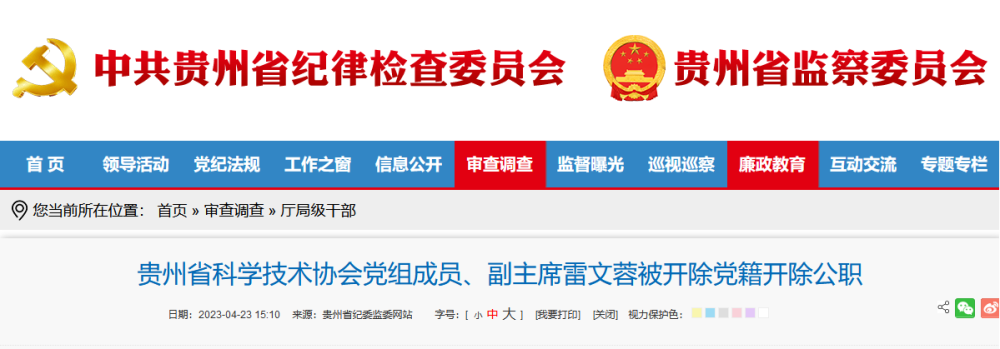 中共贵州省纪律检查委员会 贵州省监察委员会
首页 领导活动 党纪法规 工作之窗 信息公开 审查调查 监督曝光 巡视巡察 廉政教育 互动交流 专题专栏
您当前所在位置： 首页 » 审查调查 » 厅局级干部
贵州省科学技术协会党组成员、副主席雷文蓉被开除党籍开除公职
日期：2023-04-23 15:10 来源：贵州省纪委监委网站 字号：[ 小 中 大 ] [我要打印] [关闭] 视力保护色：